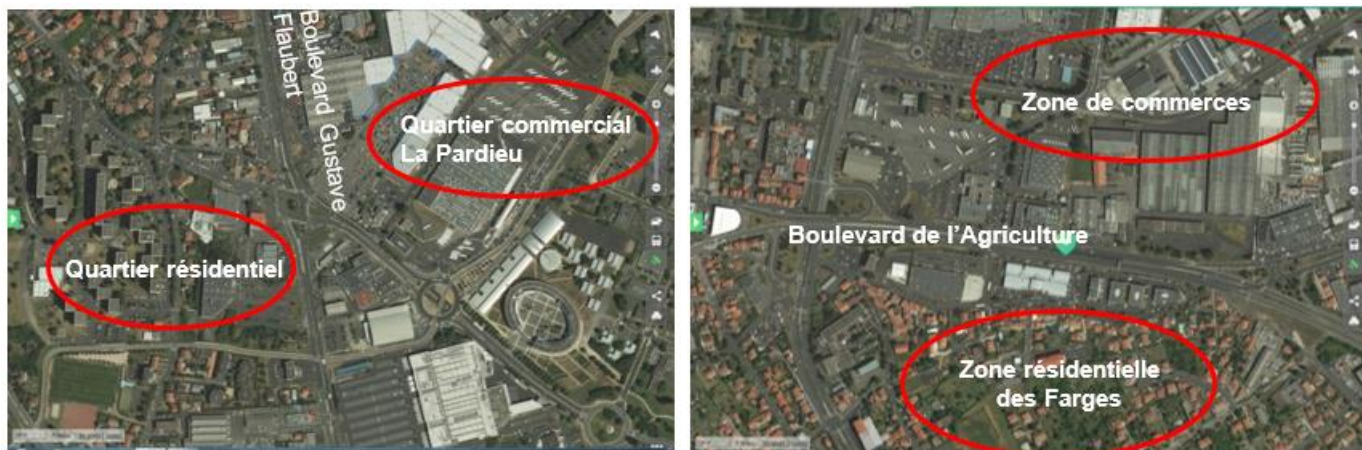 Boulevard Gustave
Flaubert
Quartier commercial
La Pardieu
Quartier résidentiel
Zone de commerces
Boulevard de l'Agriculture
Zone résidentielle
des Farges